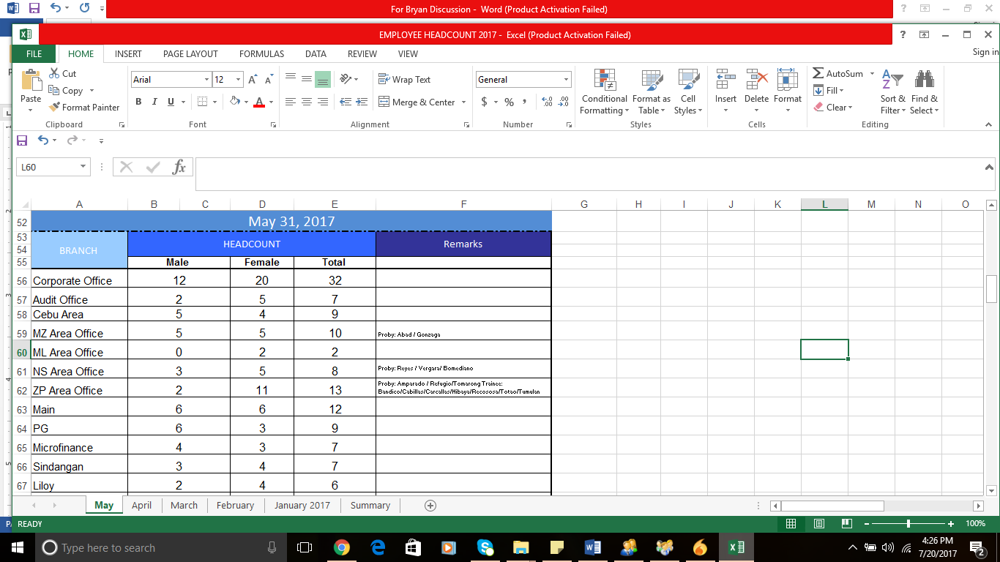 For Bryan Discussion -  Word (Product Activation Failed)
EMPLOYEE HEADCOUNT 2017 -  Excel (Product Activation Failed)
FILE HOME INSERT PAGE LAYOUT FORMULAS DATA REVIEW VIEW Sign in
Cut
Copy
Format Painter
Paste
Clipboard
Arial 12
B I U
Font
Wrap Text
Merge & Center
Alignment
General
$ % ,
Number
Conditional Formatting
Format as Table
Cell Styles
Styles
Insert Delete Format
Cells
AutoSum
Fill
Clear
Sort & Filter
Find & Select
Editing
L60 fx
A B C D E F G H I J K L M N O
52 May 31, 2017
53 HEADCOUNT Remarks
54 BRANCH
55 Male Female Total
56 Corporate Office 12 20 32
57 Audit Office 2 5 7
58 Cebu Area 5 4 9
59 MZ Area Office 5 5 10 Proby: Abad / Gonzaga
60 ML Area Office 0 2 2
61 NS Area Office 3 5 8 Proby: Reyes / Vergara/ Bomediano
62 ZP Area Office 2 11 13 Proby: Amparado / Refugio/Tomarong Trainee:
Bandico/Cabillas/Carcallas/Hibaya/Recososa/Totao/Tumulan
63 Main 6 6 12
64 PG 6 3 9
65 Microfinance 4 3 7
66 Sindangan 3 4 7
67 Liloy 2 4 6
May April March February January 2017 Summary
READY 100%
Type here to search
4:26 PM
7/20/2017
2